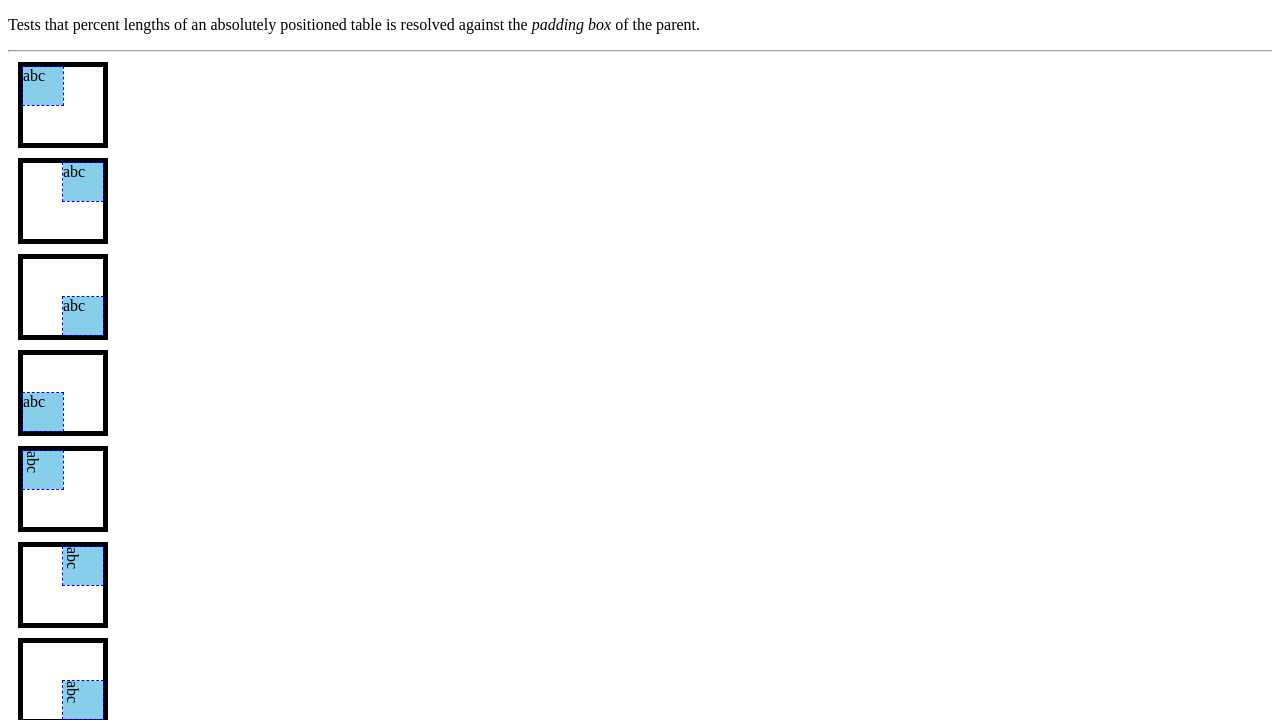 Tests that percent lengths of an absolutely positioned table is resolved against the padding box of the parent.
abc
abc
abc
abc
abc
abc
abc